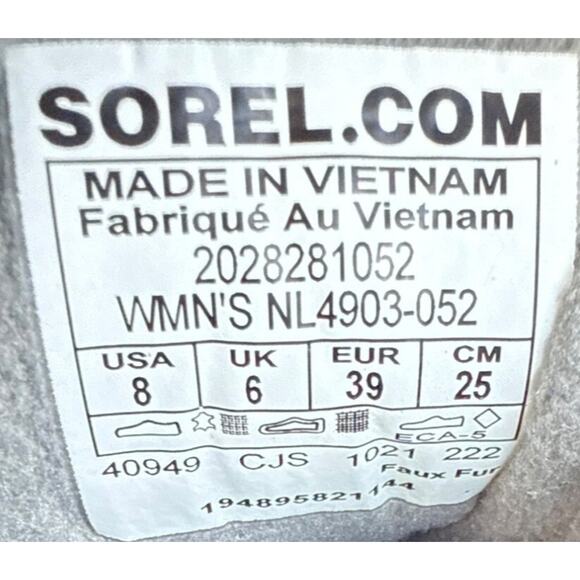 SOREL.COM
MADE IN VIETNAM
Fabriqué Au Vietnam
2028281052
WMN'S NL4903-052
USA UK EUR CM
8 6 39 25
ECA-5
40949 CJS 1021 222
Faux Fur